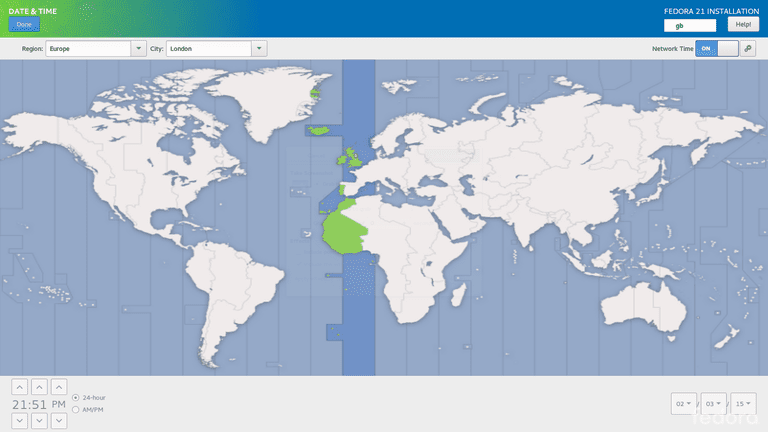 DATE & TIME
FEDORA 21 INSTALLATION
Done
gb
Help!
Region: Europe City: London Network Time ON
24-hour
21:51 PM
AM/PM
02 / 03 / 15
fedora